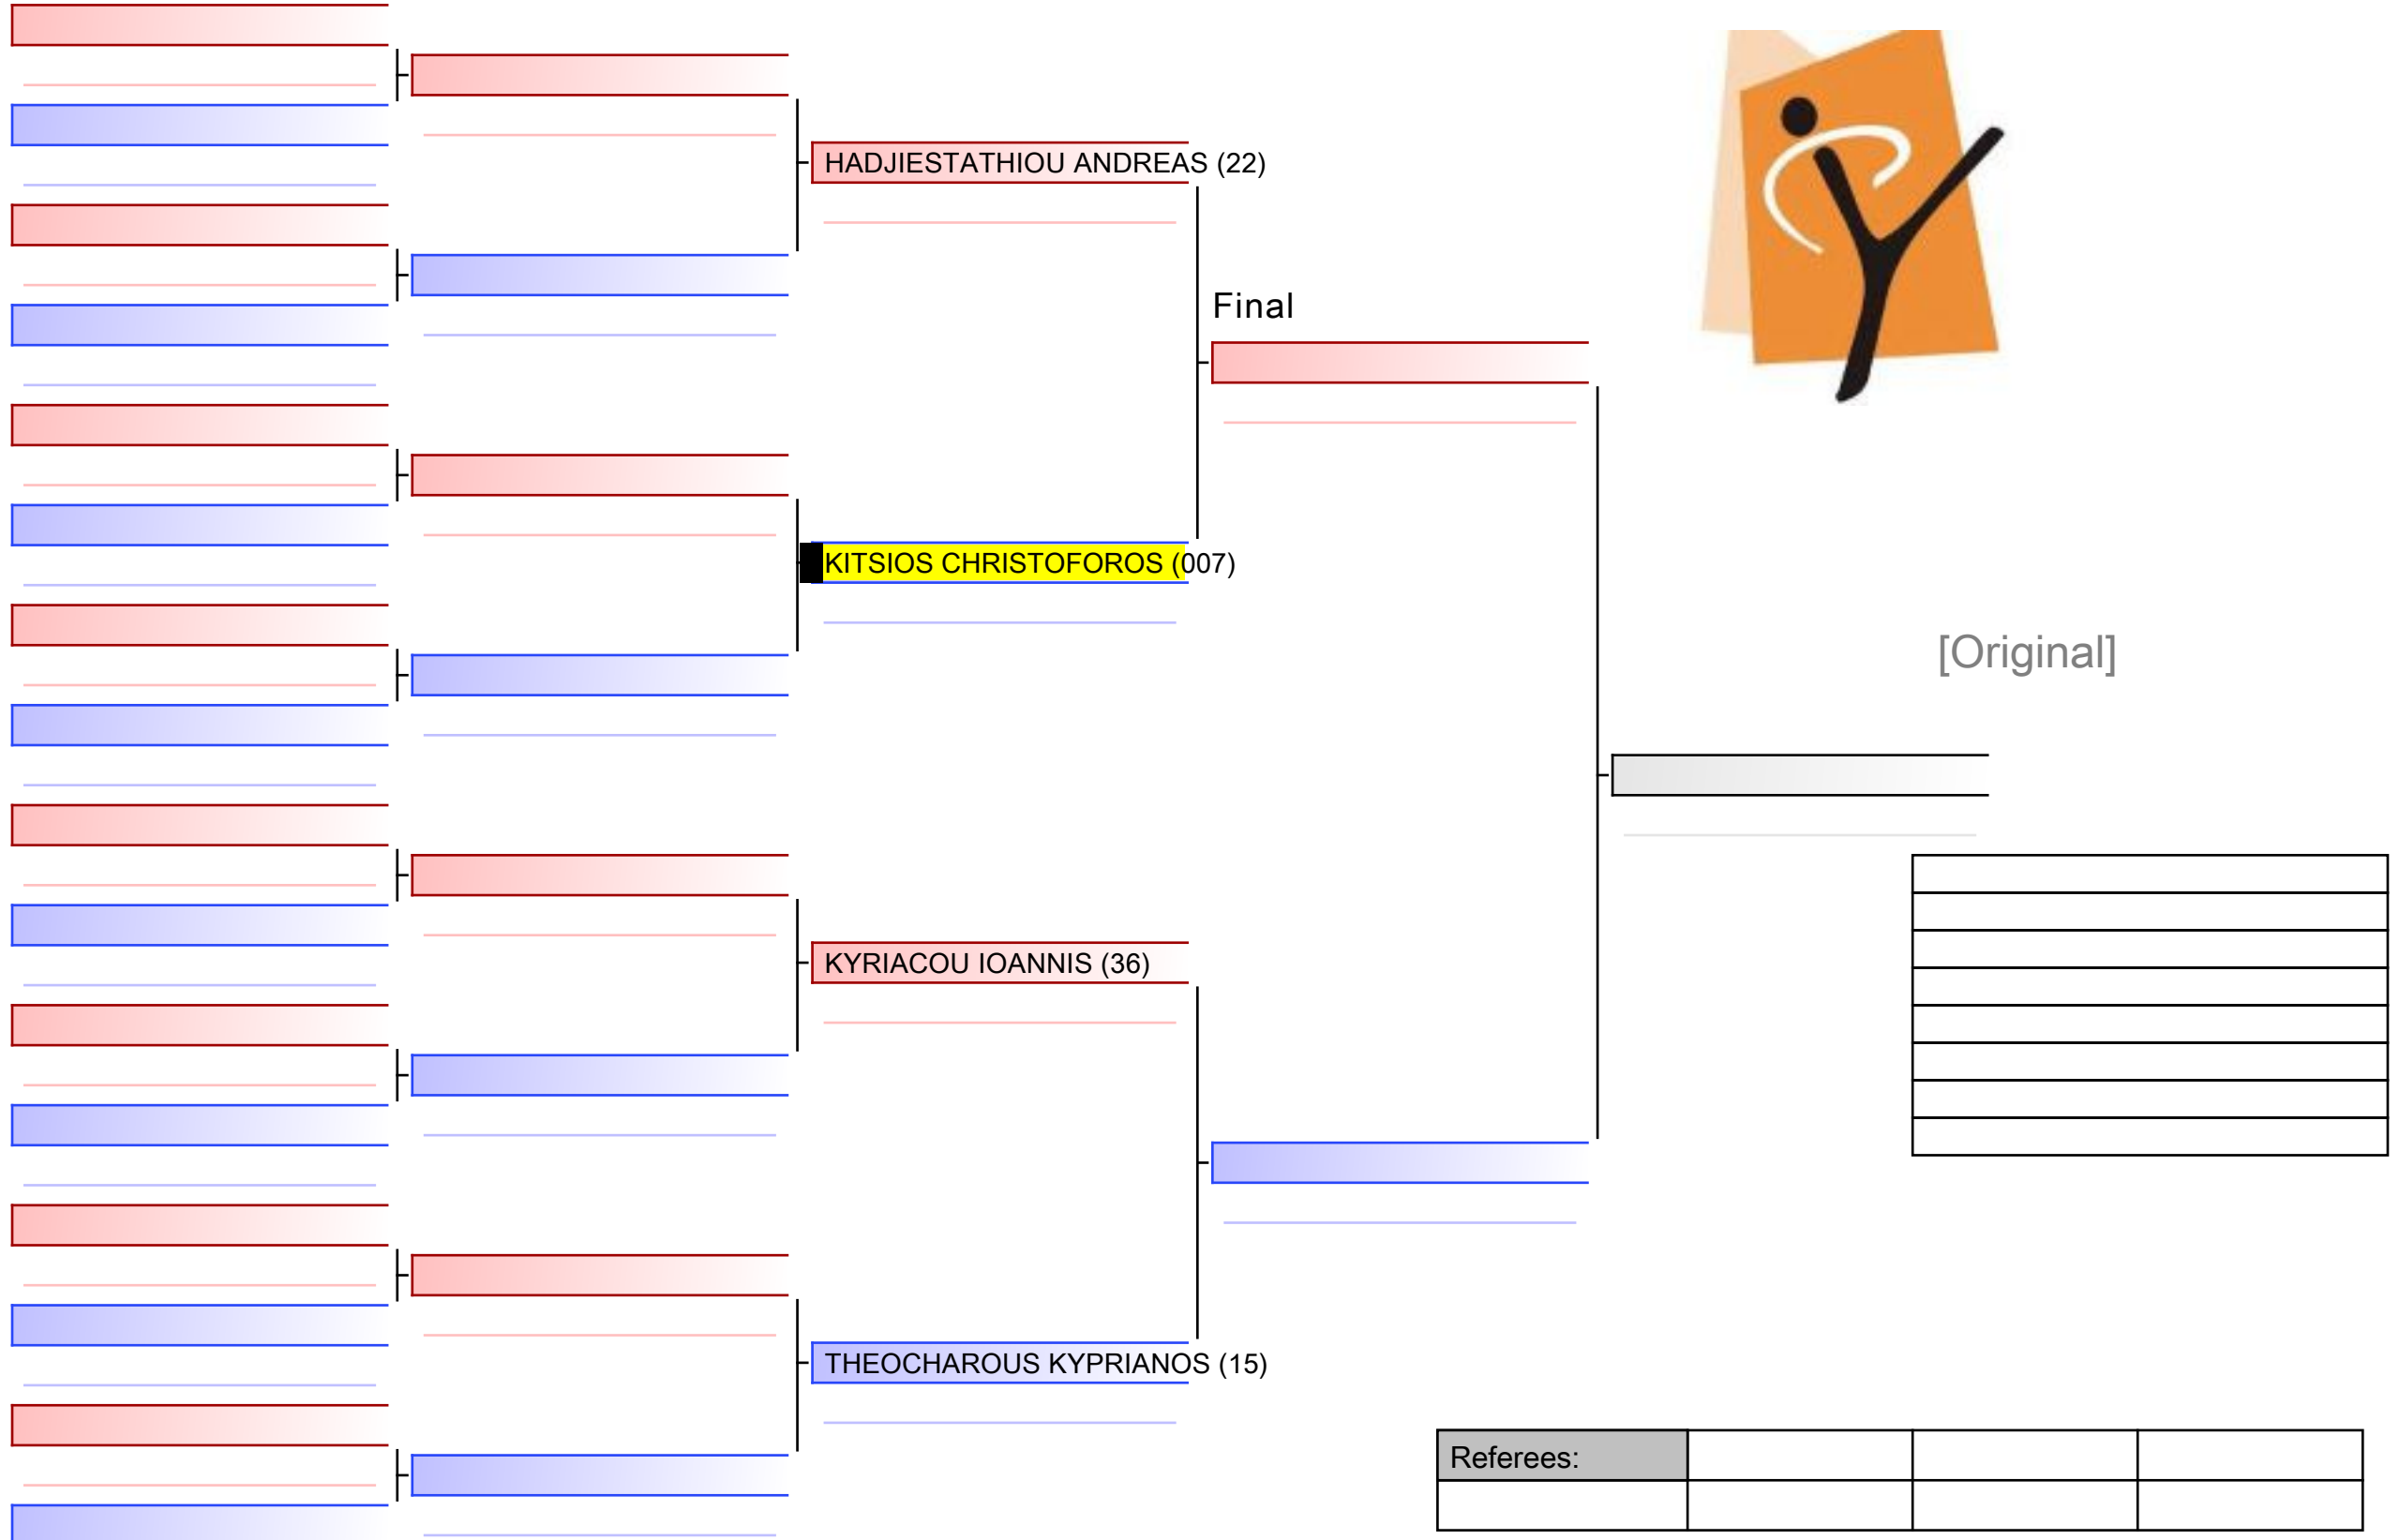 HADJIESTATHIOU ANDREAS (22)
Final
KITSIOS CHRISTOFOROS (007)
[Original]
KYRIACOU IOANNIS (36)
THEOCHAROUS KYPRIANOS (15)
Referees: